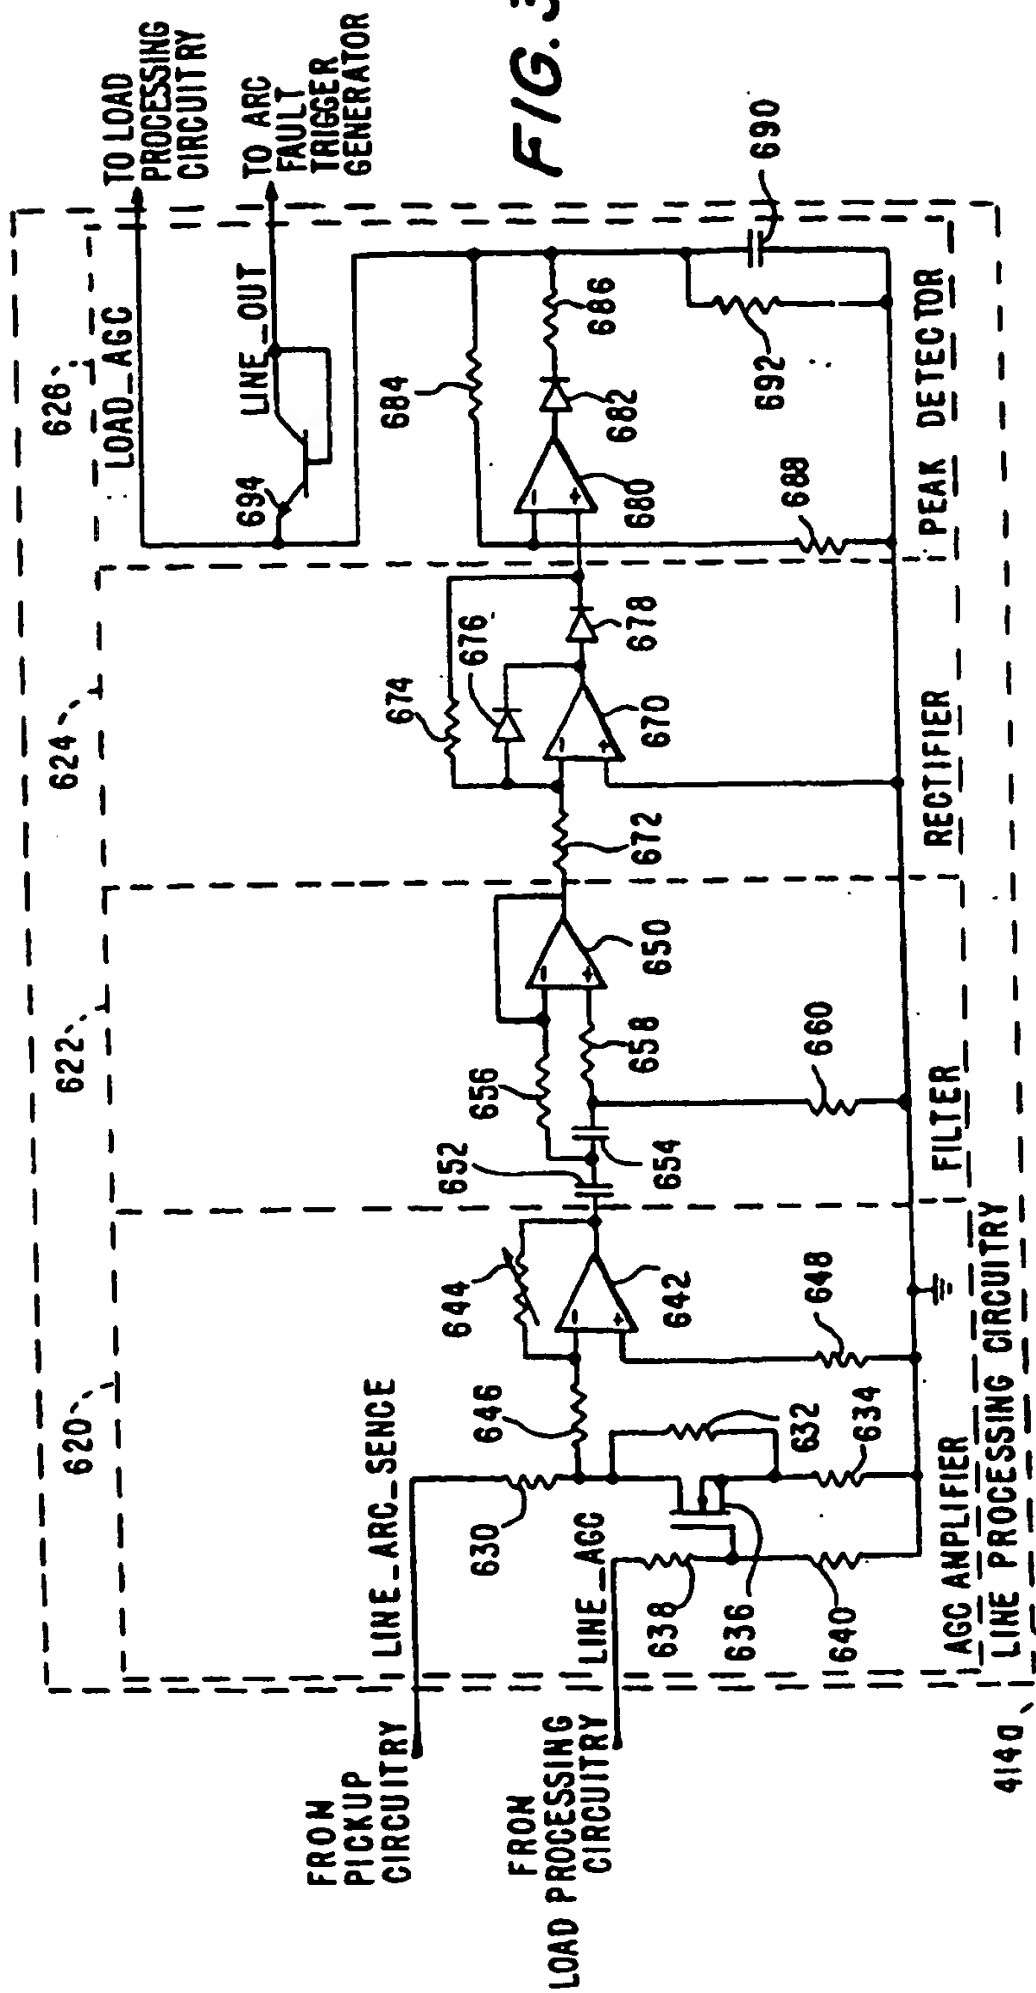 FROM
PICKUP
CIRCUITRY
FROM
LOAD PROCESSING
CIRCUITRY
LINE_ARC_SENCE
LINE_AGC
620
622
624
626
630
638
636
640
632
634
646
644
642
648
AGC AMPLIFIER
652
654
656
658
650
660
FILTER
672
674
676
670
678
RECTIFIER
LOAD_AGC
LINE_OUT
694
684
680
682
686
688
692
690
PEAK DETECTOR
LINE PROCESSING CIRCUITRY
414a
TO LOAD
PROCESSING
CIRCUITRY
TO ARC
FAULT
TRIGGER
GENERATOR
FIG. 3